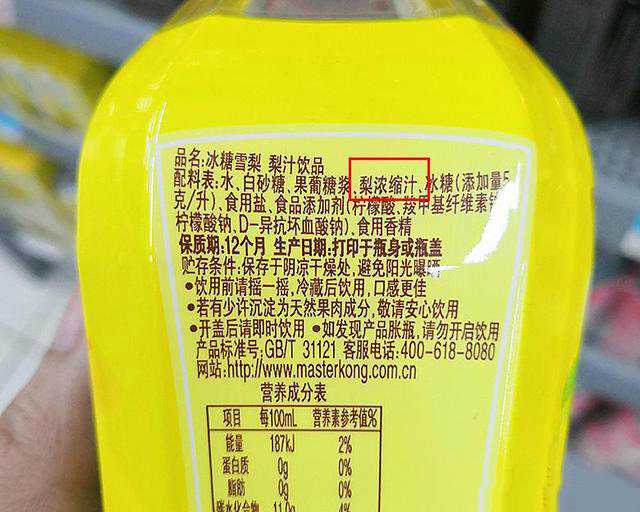 品名:冰糖雪梨 梨汁饮品
配料表:水、白砂糖、果葡糖浆、梨浓缩汁、冰糖(添加量5
克/升)、食用盐、食品添加剂(柠檬酸、羧甲基纤维素钠
柠檬酸钠、D-异抗坏血酸钠)、食用香精
保质期:12个月 生产日期:打印于瓶身或瓶盖
贮存条件:保存于阴凉干燥处,避免阳光曝晒
●饮用前请摇一摇,冷藏后饮用,口感更佳
●若有少许沉淀为天然果肉成分,敬请安心饮用
●开盖后请即时饮用 ●如发现产品胀瓶,请勿开启饮用
产品标准号:GB/T 31121 客服电话:400-618-8080
网站:http://www.masterkong.com.cn
营养成分表
项目 每100mL 营养素参考值%
能量 187kJ 2%
蛋白质 0g 0%
脂肪 0g 0%
碳水化合物 11.0g 4%